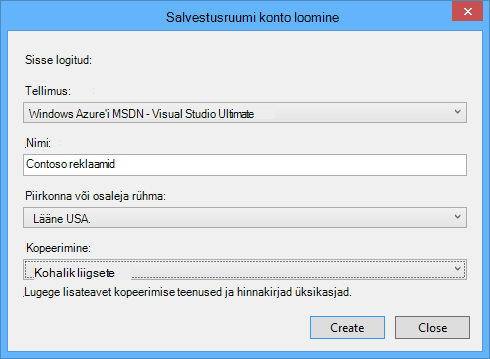 Salvestusruumi konto loomine
Sisse logitud:
Tellimus:
Windows Azure'i MSDN - Visual Studio Ultimate
Nimi:
Contoso reklaamid
Piirkonna või osaleja rühma:
Lääne USA.
Kopeerimine:
Kohalik liigsete
Lugege lisateavet kopeerimise teenused ja hinnakirjad üksikasjad.
Create Close